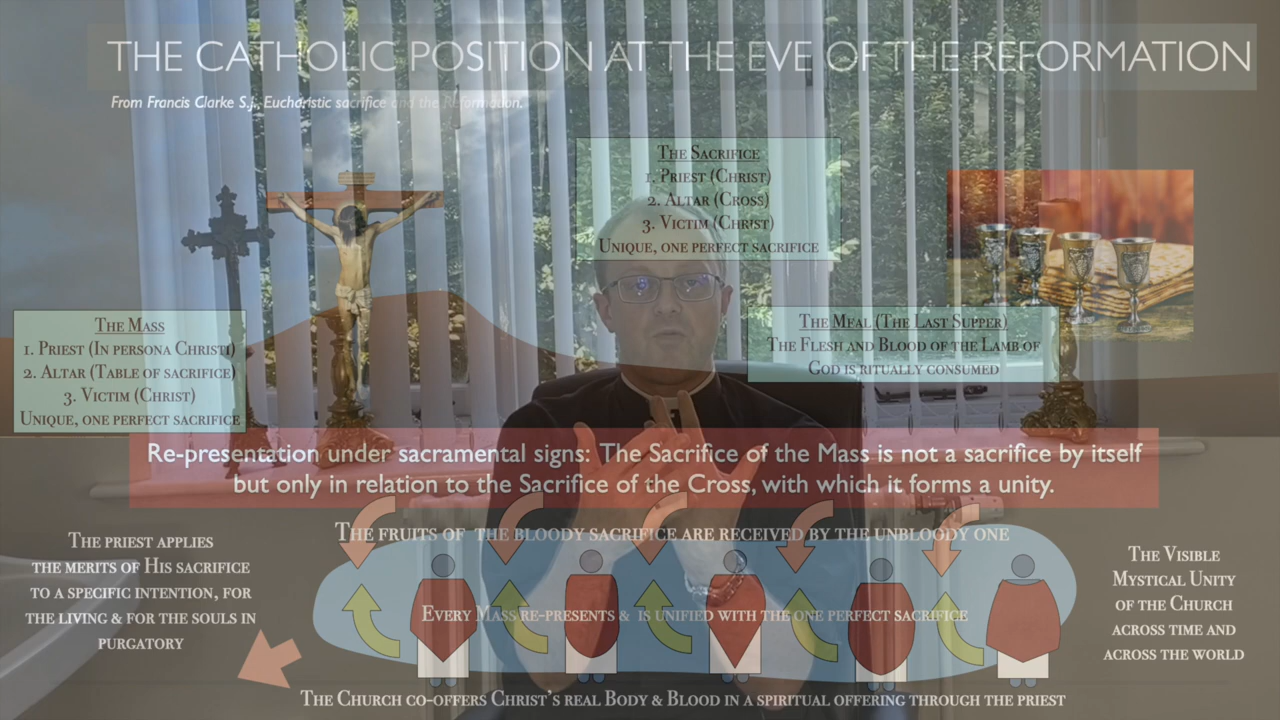 THE CATHOLIC POSITION AT THE EVE OF THE REFORMATION
From Francis Clarke S.j., Eucharistic sacrifice and the Reformation.
The Sacrifice
1. Priest (Christ)
2. Altar (Cross)
3. Victim (Christ)
Unique, one perfect sacrifice
The Mass
1. Priest (In persona Christi)
2. Altar (Table of sacrifice)
3. Victim (Christ)
Unique, one perfect sacrifice
The Meal (The Last Supper)
The Flesh and Blood of the Lamb of
God is ritually consumed
Re-presentation under sacramental signs: The Sacrifice of the Mass is not a sacrifice by itself
but only in relation to the Sacrifice of the Cross, with which it forms a unity.
The fruits of the bloody sacrifice are received by the unbloody one
The priest applies
the merits of His sacrifice
to a specific intention, for
the living & for the souls in
purgatory
Every Mass re-presents & is unified with the one perfect sacrifice
The Visible
Mystical Unity
of the Church
across time and
across the world
The Church co-offers Christ's real Body & Blood in a spiritual offering through the priest